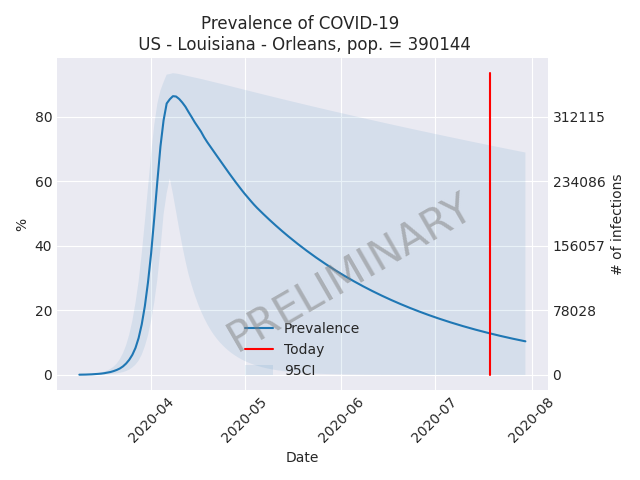 Prevalence of COVID-19
US - Louisiana - Orleans, pop. = 390144
80
60
40
20
0
%
312115
234086
156057
78028
0
# of infections
PRELIMINARY
Prevalence
Today
95CI
2020-04
2020-05
2020-06
2020-07
2020-08
Date